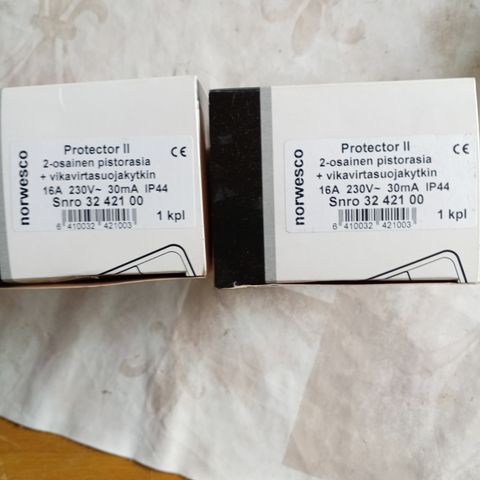 norwesco
Protector II
CE
2-osainen pistorasia
+ vikavirtasuojakytkin
16A 230V~ 30mA IP44
Snro 32 421 00
1 kpl
6 410032 421003
norwesco
Protector II
CE
2-osainen pistorasia
+ vikavirtasuojakytkin
16A 230V~ 30mA IP44
Snro 32 421 00
1 kpl
6 410032 421003